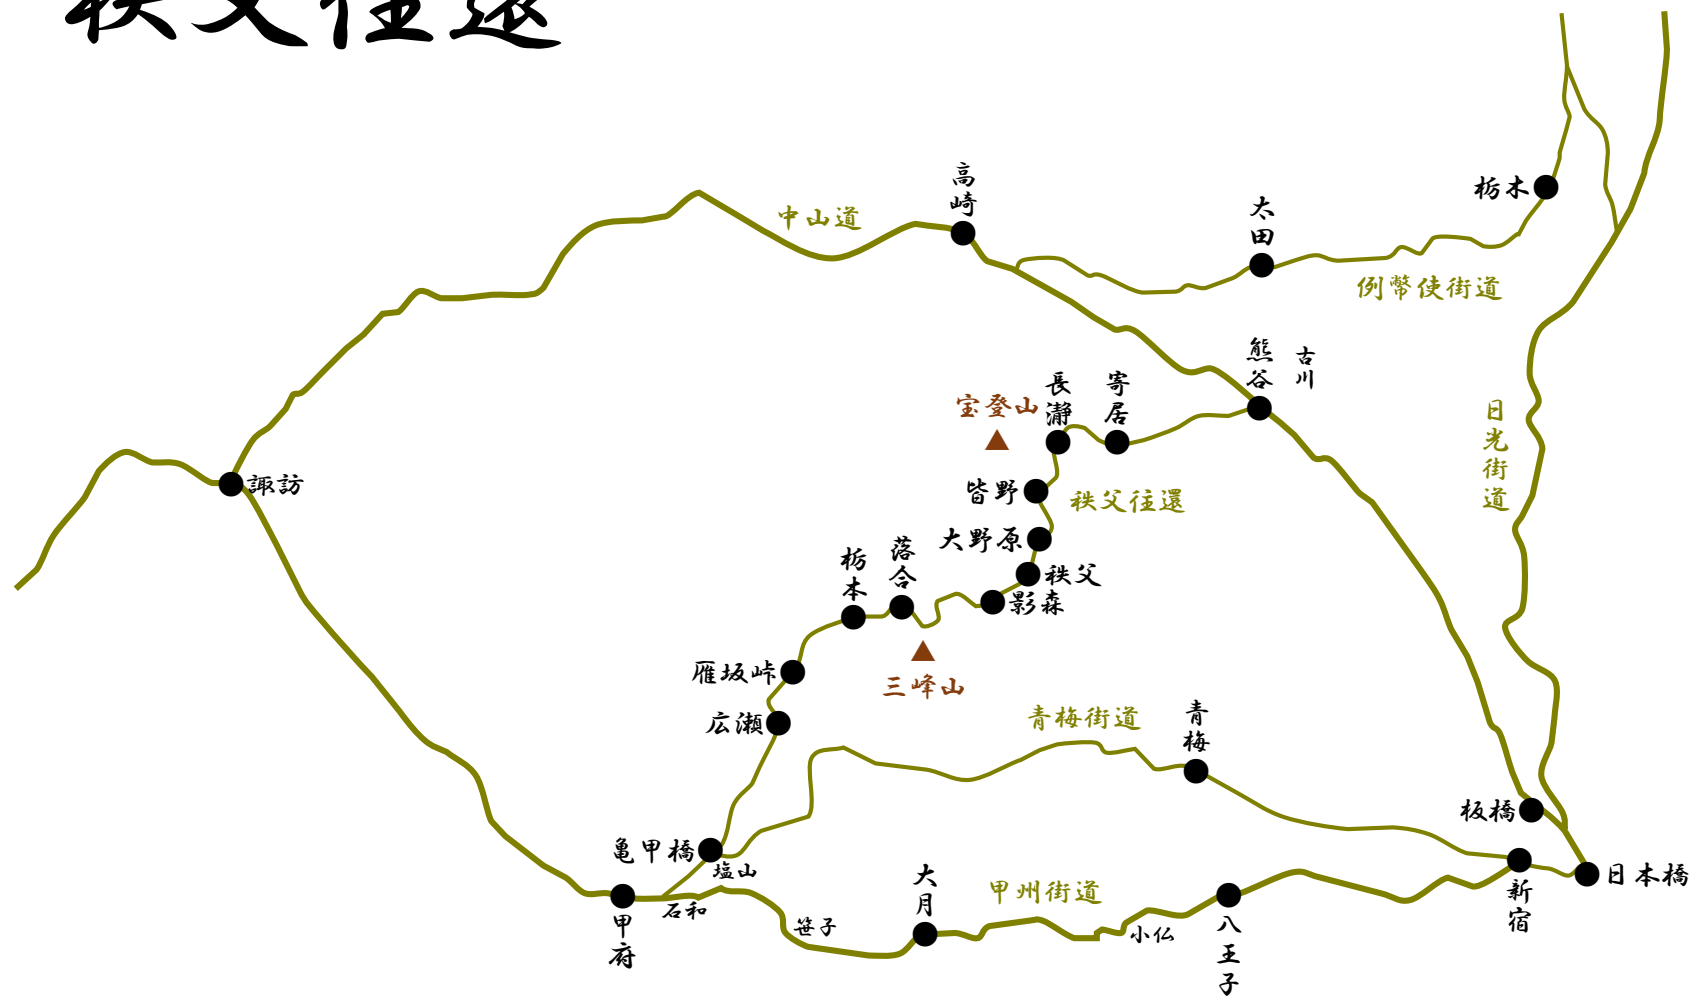 秩父往還
高崎
中山道
太田
栃木
例幣使街道
熊谷
古川
長瀞
寄居
宝登山
日光街道
諏訪
皆野
秩父往還
大野原
栃本
落合
秩父
影森
雁坂峠
三峰山
広瀬
青梅街道
青梅
板橋
亀甲橋
塩山
日本橋
大月
甲州街道
新宿
石和
甲府
笹子
小仏
八王子